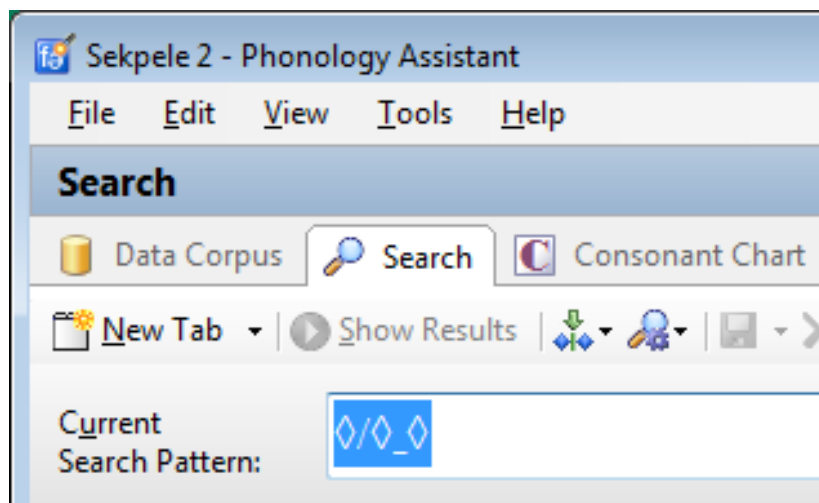 Sekpele 2 - Phonology Assistant
File Edit View Tools Help
Search
Data Corpus Search Consonant Chart
New Tab Show Results
Current
Search Pattern:
◊/◊_◊